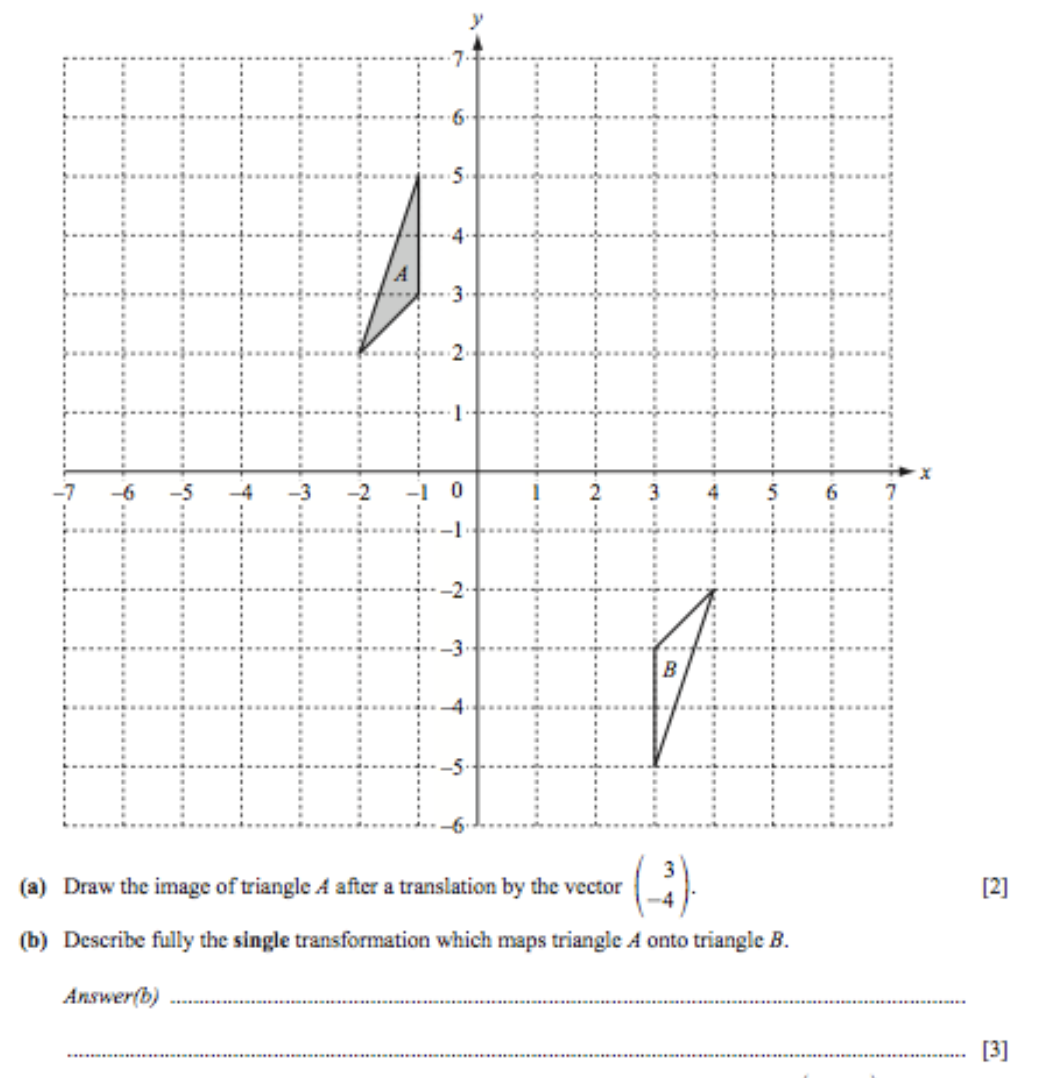 y
7
6
5
4
A
3
2
1
–7 –6 –5 –4 –3 –2 –1 0 1 2 3 4 5 6 7 x
–1
–2
–3
B
–4
–5
–6
(a) Draw the image of triangle A after a translation by the vector (3 –4). [2]
(b) Describe fully the single transformation which maps triangle A onto triangle B.
Answer(b) ................................................................
................................................................ [3]